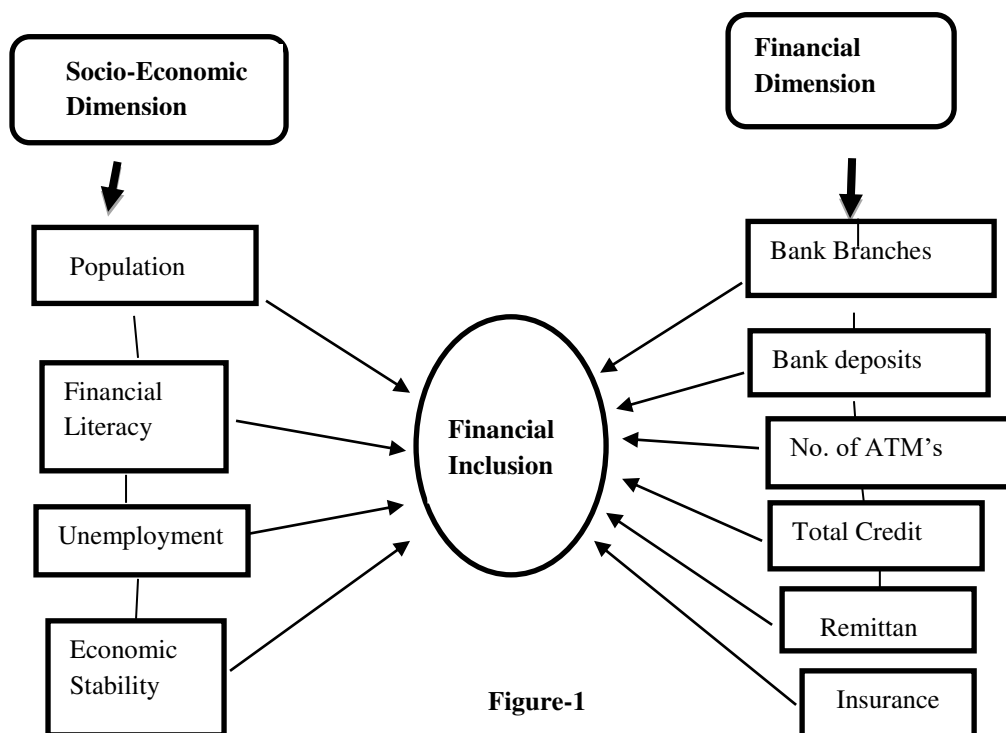 Socio-Economic
Dimension
Financial
Dimension
Population
Financial
Literacy
Unemployment
Economic
Stability
Financial
Inclusion
Bank Branches
Bank deposits
No. of ATM's
Total Credit
Remittan
Insurance
Figure-1